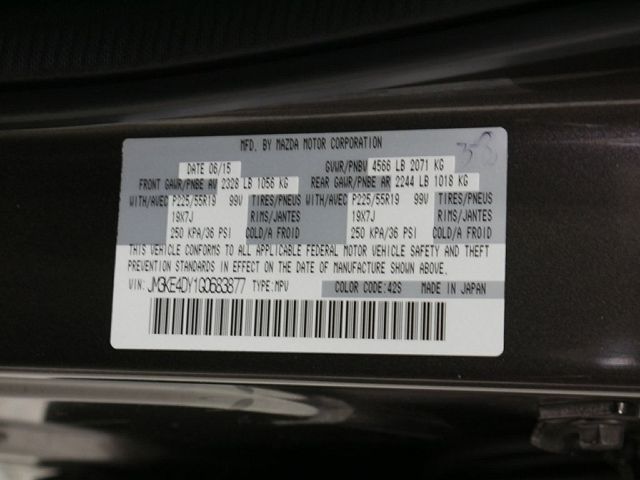 MFD. BY MAZDA MOTOR CORPORATION
DATE 06/15 GVWR/PNBV 4566 LB 2071 KG
FRONT GAWR/PNBE AV 2328 LB 1056 KG REAR GAWR/PNBE AR 2244 LB 1018 KG
WITH/AVEC P225/55R19 99V TIRES/PNEUS WITH/AVEC P225/55R19 99V TIRES/PNEUS
19X7J RIMS/JANTES 19X7J RIMS/JANTES
250 KPA/36 PSI COLD/A FROID 250 KPA/36 PSI COLD/A FROID
THIS VEHICLE CONFORMS TO ALL APPLICABLE FEDERAL MOTOR VEHICLE SAFETY AND THEFT
PREVENTION STANDARDS IN EFFECT ON THE DATE OF MANUFACTURE SHOWN ABOVE.
VIN: JM3KE4DY1G0683877 TYPE: MPV COLOR CODE: 42S MADE IN JAPAN